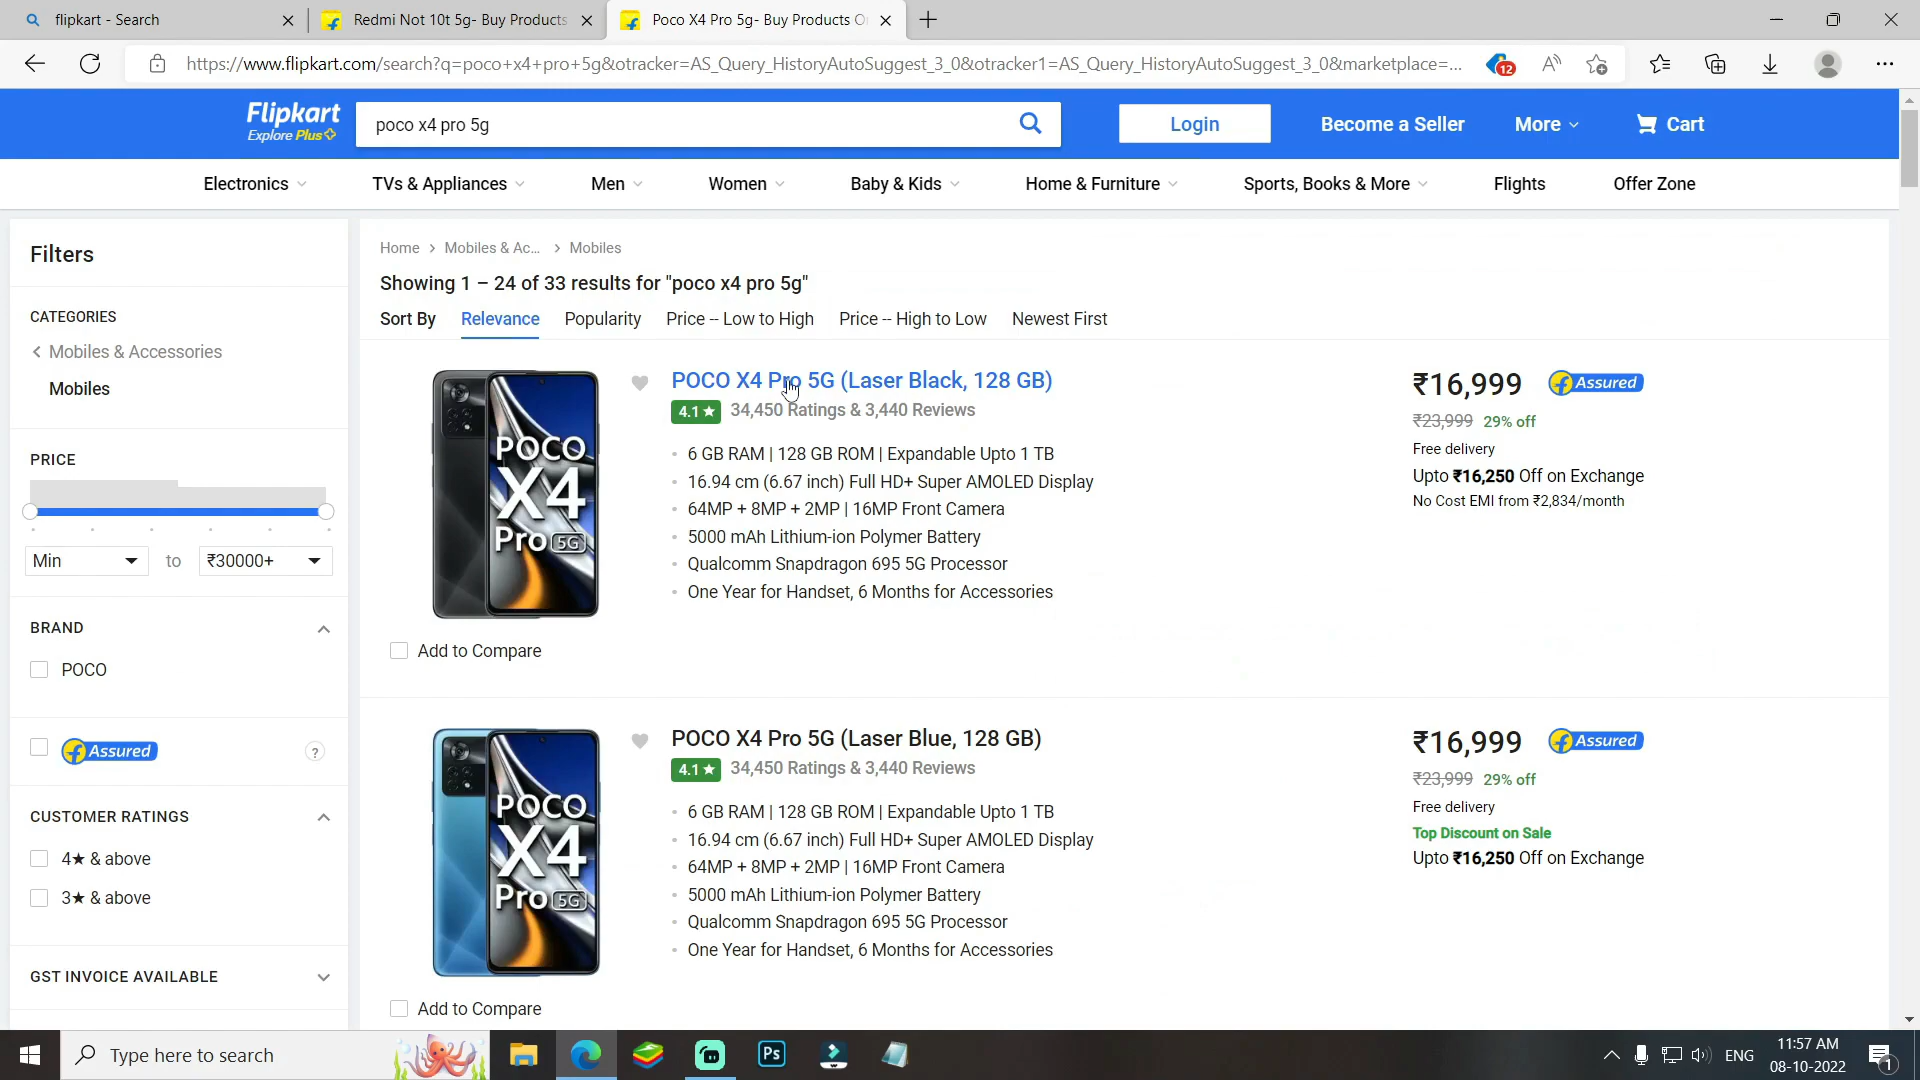 flipkart - Search
Redmi Not 10t 5g- Buy Products
Poco X4 Pro 5g- Buy Products O
https://www.flipkart.com/search?q=poco+x4+pro+5g&otracker=AS_Query_HistoryAutoSuggest_3_0&otracker1=AS_Query_HistoryAutoSuggest_3_0&marketplace=...
12
Flipkart
Explore Plus
poco x4 pro 5g
Login
Become a Seller
More
Cart
Electronics
TVs & Appliances
Men
Women
Baby & Kids
Home & Furniture
Sports, Books & More
Flights
Offer Zone
Filters
CATEGORIES
Mobiles & Accessories
Mobiles
PRICE
Min
to
₹30000+
BRAND
POCO
Assured
?
CUSTOMER RATINGS
4★ & above
3★ & above
GST INVOICE AVAILABLE
Home > Mobiles & Ac... > Mobiles
Showing 1 – 24 of 33 results for "poco x4 pro 5g"
Sort By Relevance Popularity Price -- Low to High Price -- High to Low Newest First
POCO
X4
Pro 5G
Add to Compare
POCO X4 Pro 5G (Laser Black, 128 GB)
4.1★ 34,450 Ratings & 3,440 Reviews
6 GB RAM | 128 GB ROM | Expandable Upto 1 TB
16.94 cm (6.67 inch) Full HD+ Super AMOLED Display
64MP + 8MP + 2MP | 16MP Front Camera
5000 mAh Lithium-ion Polymer Battery
Qualcomm Snapdragon 695 5G Processor
One Year for Handset, 6 Months for Accessories
₹16,999 Assured
₹23,999 29% off
Free delivery
Upto ₹16,250 Off on Exchange
No Cost EMI from ₹2,834/month
POCO
X4
Pro 5G
Add to Compare
POCO X4 Pro 5G (Laser Blue, 128 GB)
4.1★ 34,450 Ratings & 3,440 Reviews
6 GB RAM | 128 GB ROM | Expandable Upto 1 TB
16.94 cm (6.67 inch) Full HD+ Super AMOLED Display
64MP + 8MP + 2MP | 16MP Front Camera
5000 mAh Lithium-ion Polymer Battery
Qualcomm Snapdragon 695 5G Processor
One Year for Handset, 6 Months for Accessories
₹16,999 Assured
₹23,999 29% off
Free delivery
Top Discount on Sale
Upto ₹16,250 Off on Exchange
Type here to search
Ps
ENG
11:57 AM
08-10-2022
1